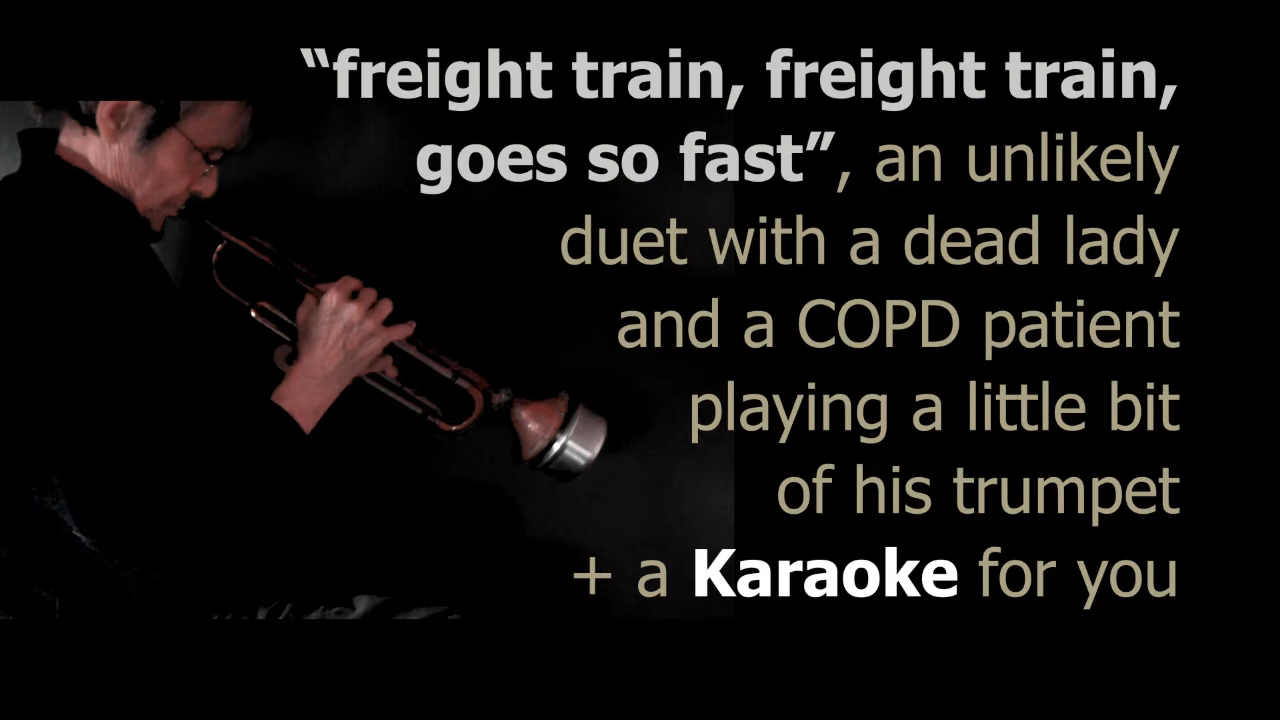 “freight train, freight train,
goes so fast”, an unlikely
duet with a dead lady
and a COPD patient
playing a little bit
of his trumpet
+ a Karaoke for you